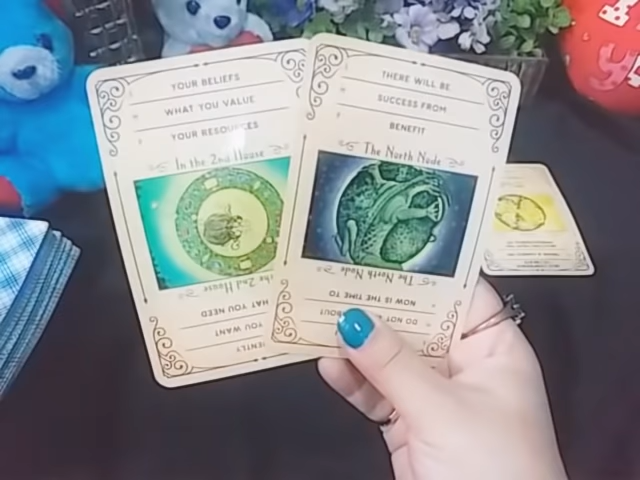 YOUR BELIEFS
WHAT YOU VALUE
YOUR RESOURCES
In the 2nd House
the 2nd House
HAT YOU NEED
YOU WANT
IENTLY
THERE WILL BE
SUCCESS FROM
BENEFIT
The North Node
The North Node
NOW IS THE TIME TO
DO NOT
BOUT